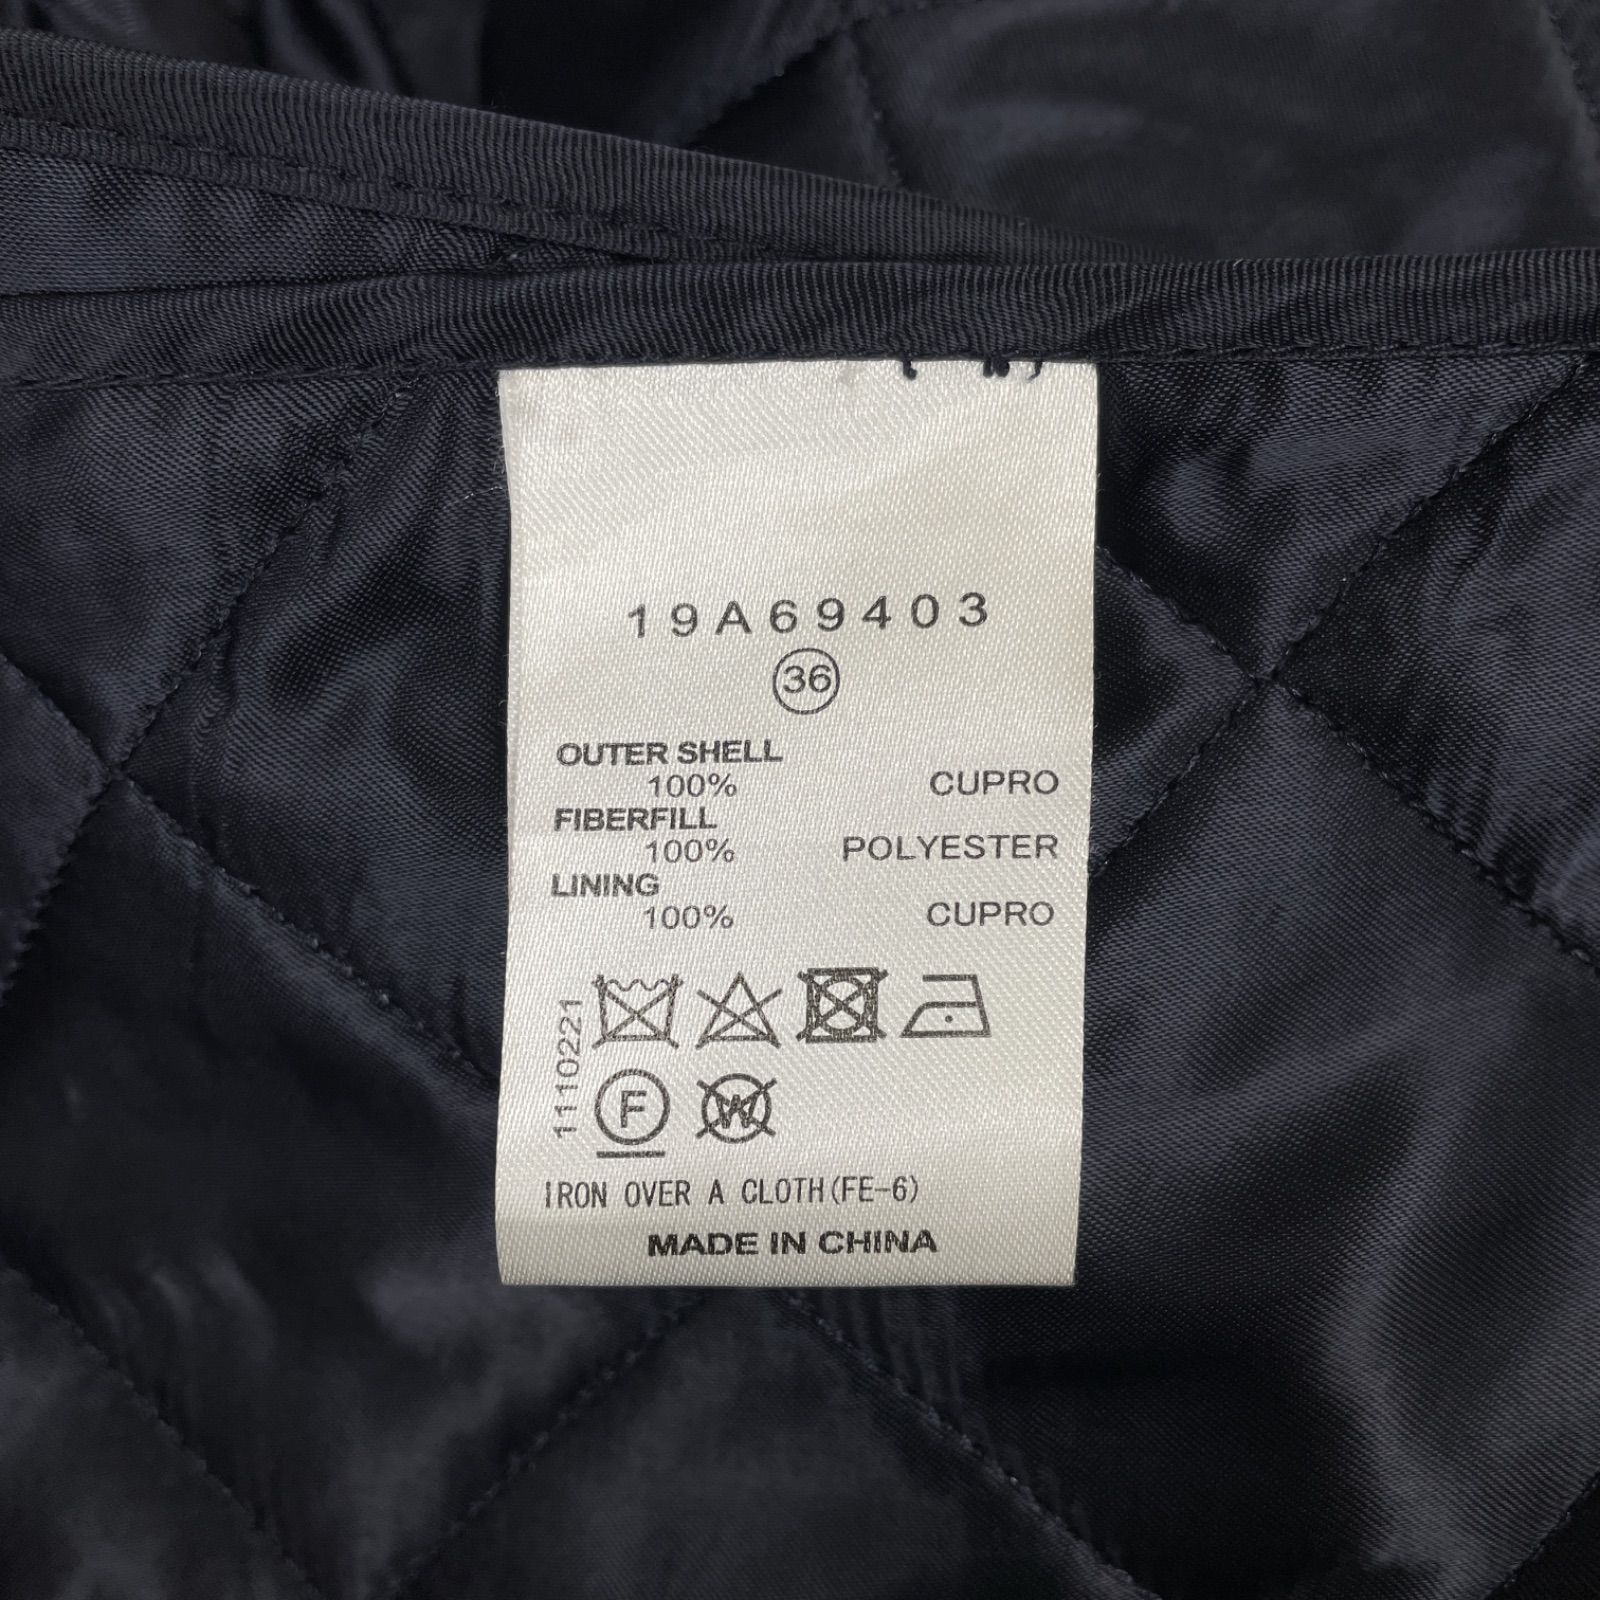 19A69403
36
OUTER SHELL
100% CUPRO
FIBERFILL
100% POLYESTER
LINING
100% CUPRO
1110221
F W
IRON OVER A CLOTH(FE-6)
MADE IN CHINA